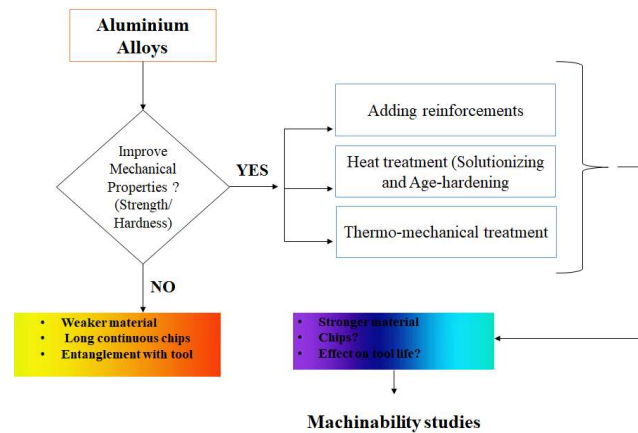 Aluminium
Alloys
Improve
Mechanical
Properties ?
(Strength/
Hardness)
YES
Adding reinforcements
Heat treatment (Solutionizing
and Age-hardening
Thermo-mechanical treatment
NO
• Weaker material
• Long continuous chips
• Entanglement with tool
• Stronger material
• Chips?
• Effect on tool life?
Machinability studies